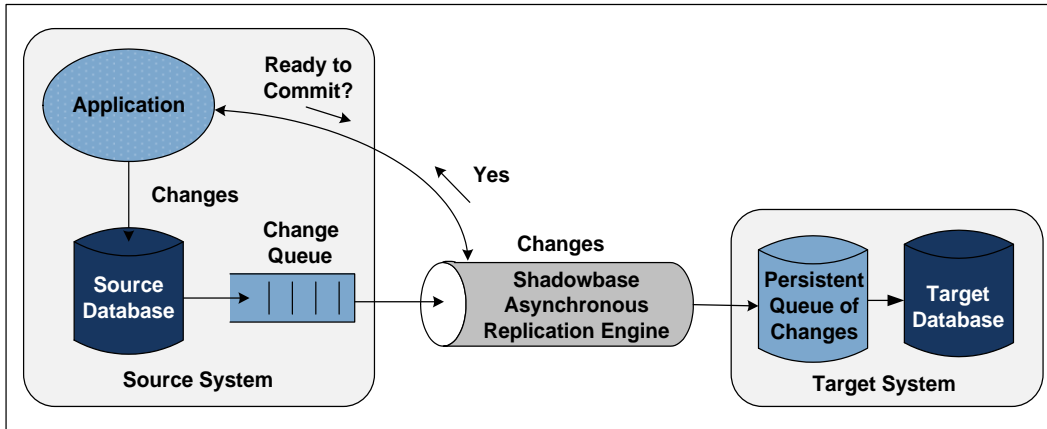 Application
Ready to
Commit?
Yes
Changes
Change
Queue
Source
Database
Source System
Changes
Shadowbase
Asynchronous
Replication Engine
Persistent
Queue of
Changes
Target
Database
Target System